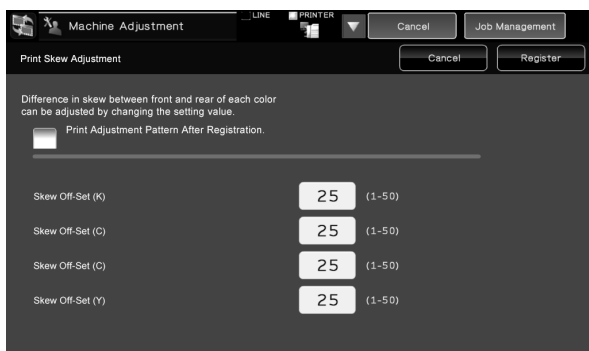 Machine Adjustment
LINE
PRINTER
Cancel
Job Management
Print Skew Adjustment
Cancel
Register
Difference in skew between front and rear of each color
can be adjusted by changing the setting value.
Print Adjustment Pattern After Registration.
Skew Off-Set (K) 25 (1-50)
Skew Off-Set (C) 25 (1-50)
Skew Off-Set (C) 25 (1-50)
Skew Off-Set (Y) 25 (1-50)